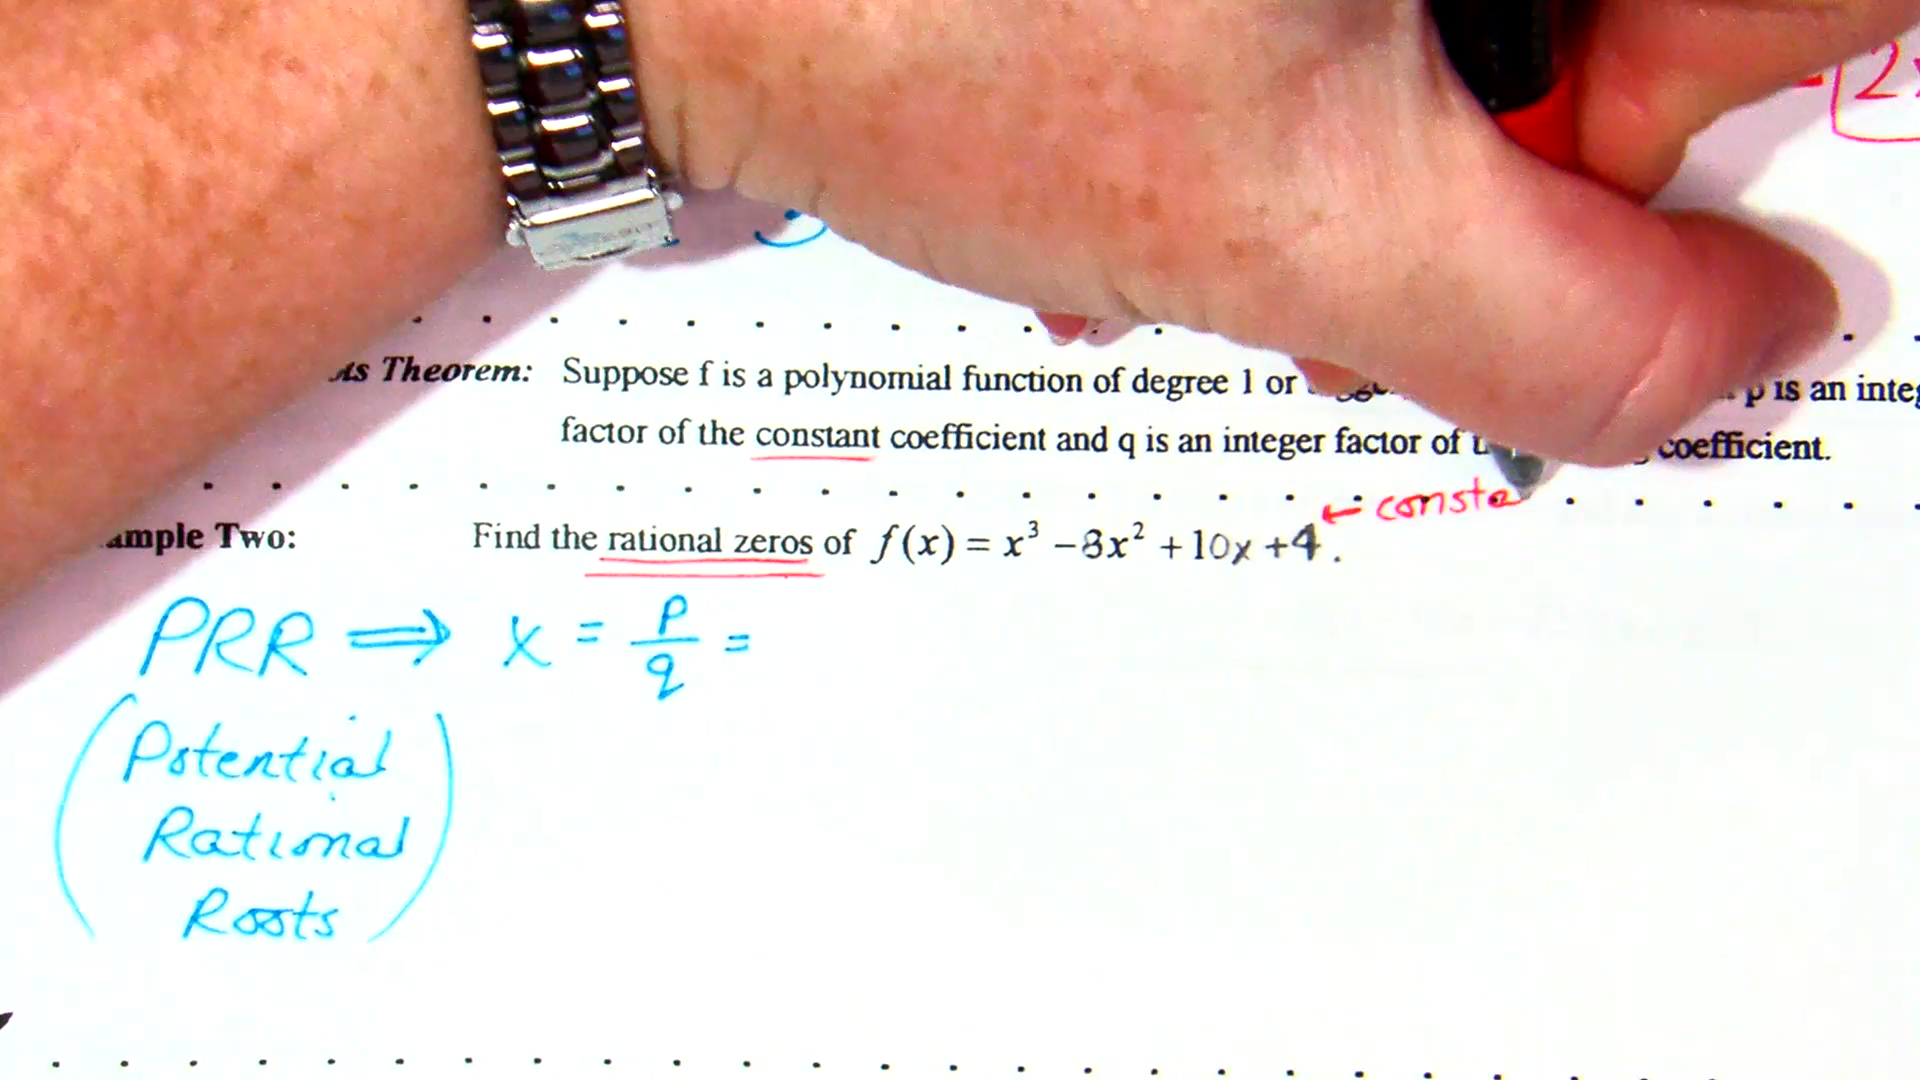 2
Theorem: Suppose f is a polynomial function of degree 1 or p is an
factor of the constant coefficient and q is an integer factor of coefficient.
← consta
Two: Find the rational zeros of f(x) = x³ −8x² +10x +4 .
PRR ⟹ x = p/q =
(Potential
Rational
Roots)